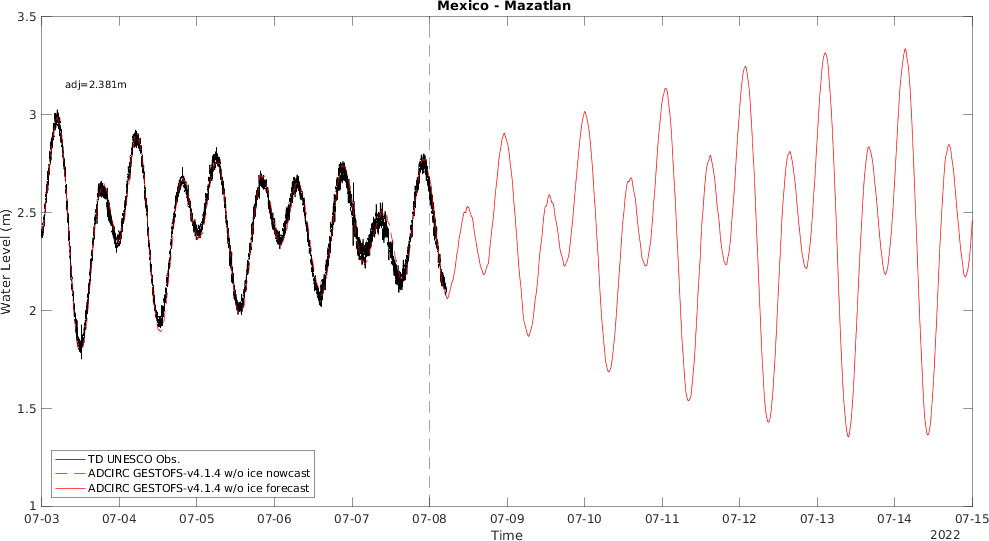 Mexico - Mazatlan
3.5
adj=2.381m
3
2.5
Water Level (m)
2
1.5
TD UNESCO Obs.
ADCIRC GESTOFS-v4.1.4 w/o ice nowcast
ADCIRC GESTOFS-v4.1.4 w/o ice forecast
1
07-03 07-04 07-05 07-06 07-07 07-08 07-09 07-10 07-11 07-12 07-13 07-14 07-15
Time
2022